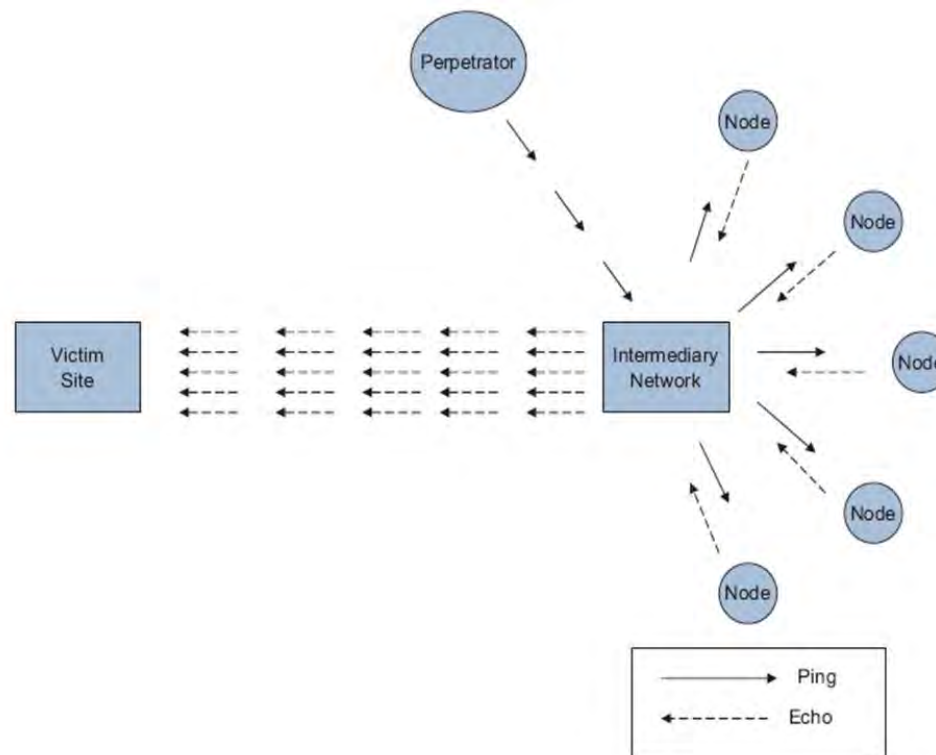 Perpetrator
Node
Node
Victim
Site
Intermediary
Network
Node
Node
Node
Ping
Echo